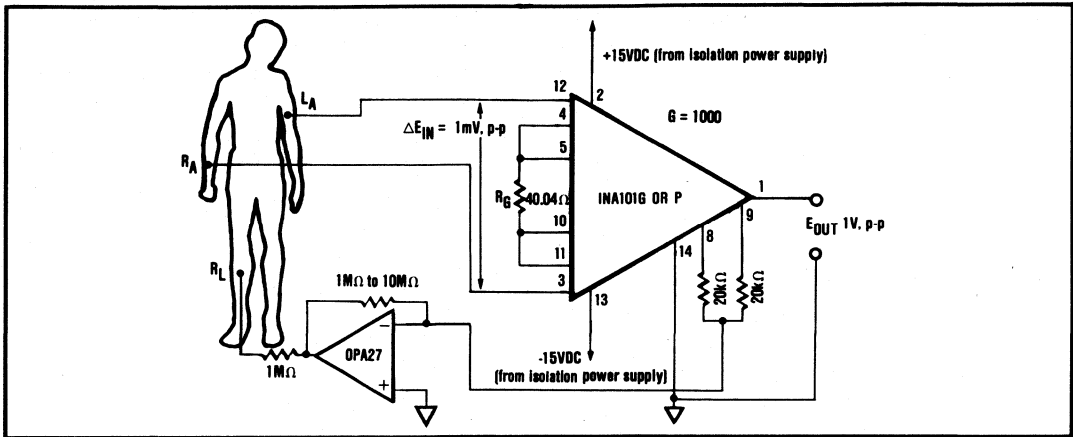 +15VDC (from isolation power supply)
LA
12
2
G = 1000
4
ΔEIN = 1mV, p-p
5
RA
RG
40.04Ω
INA101G OR P
1
9
EOUT 1V, p-p
10
8
14
11
RL
1MΩ to 10MΩ
3
13
20kΩ
20kΩ
−
OPA27
+
1MΩ
-15VDC
(from isolation power supply)